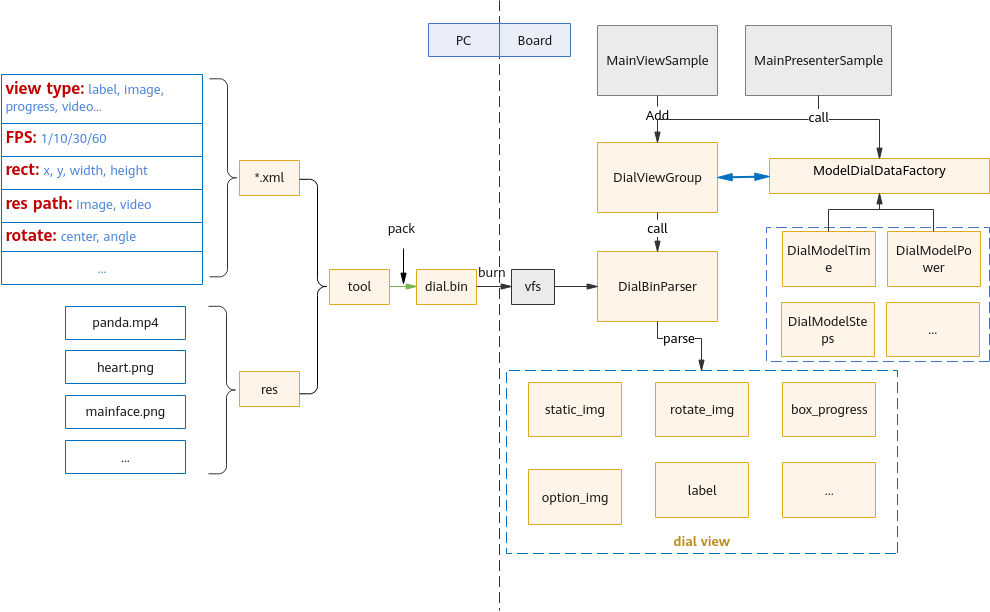 PC
Board
MainViewSample
MainPresenterSample
view type: label, image,
progress, video...
FPS: 1/10/30/60
rect: x, y, width, height
res path: image, video
rotate: center, angle
...
*.xml
Add
call
DialViewGroup
ModelDialDataFactory
call
pack
tool
dial.bin
burn
vfs
DialBinParser
DialModelTim
e
DialModelPo
wer
DialModelSte
ps
...
panda.mp4
heart.png
mainface.png
...
res
parse
static_img
rotate_img
box_progress
option_img
label
...
dial view